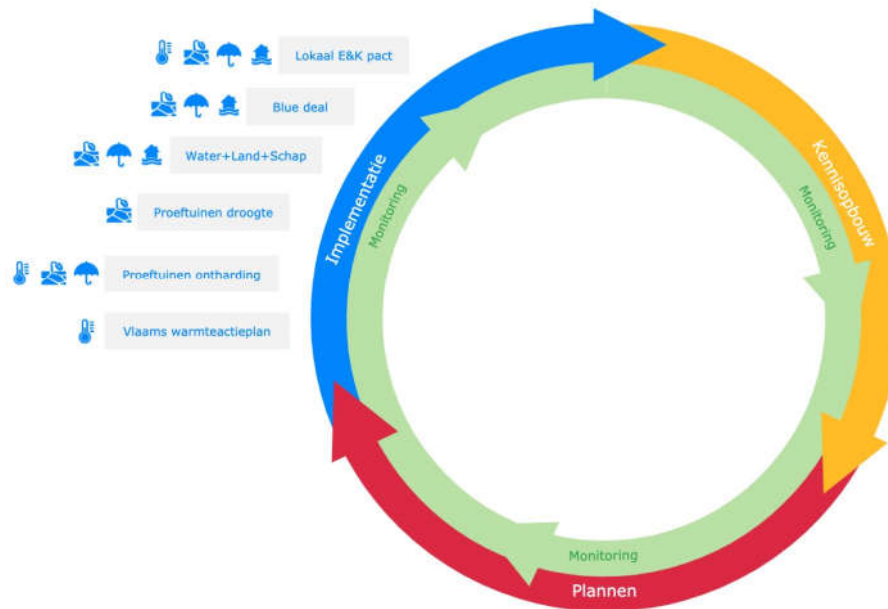 Lokaal E&K pact
Blue deal
Water+Land+Schap
Proeftuinen droogte
Proeftuinen ontharding
Vlaams warmteactieplan
Implementatie
Monitoring
Kennisopbouw
Monitoring
Monitoring
Plannen